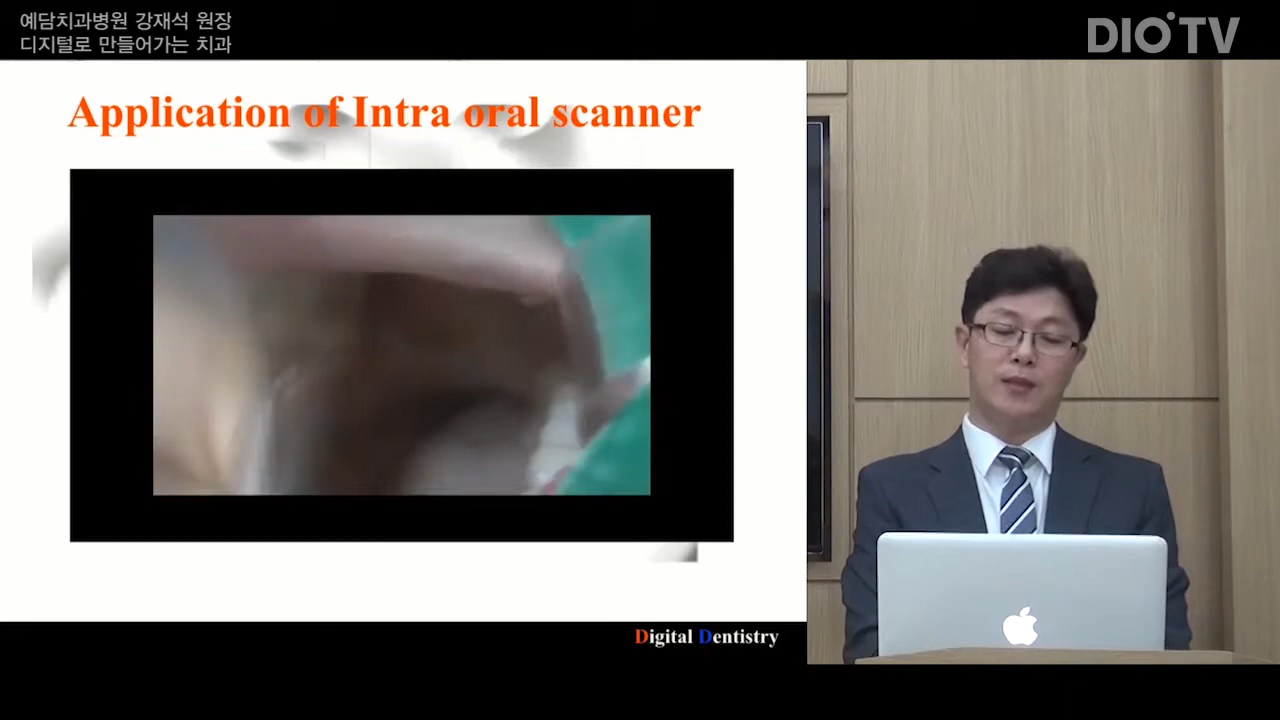 예담치과병원 강재석 원장
디지털로 만들어가는 치과
DIO TV
Application of Intra oral scanner
Digital Dentistry